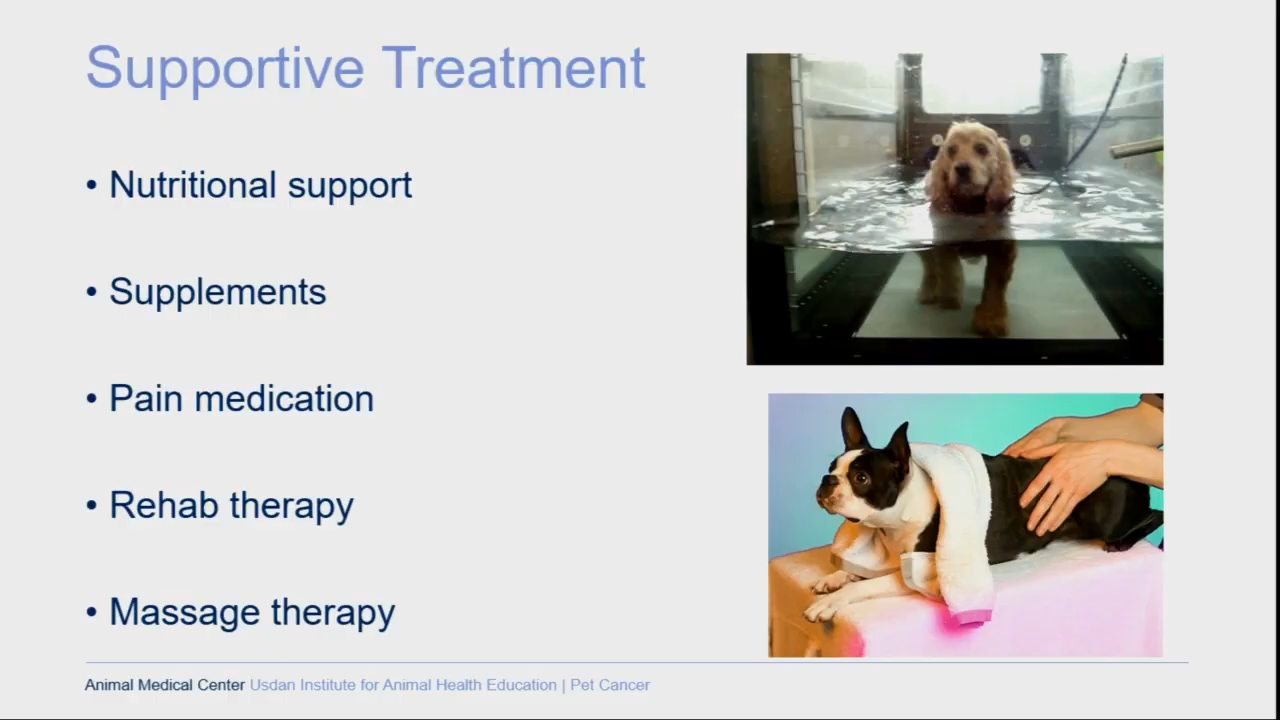 Supportive Treatment
• Nutritional support
• Supplements
• Pain medication
• Rehab therapy
• Massage therapy
Animal Medical Center Usdan Institute for Animal Health Education | Pet Cancer